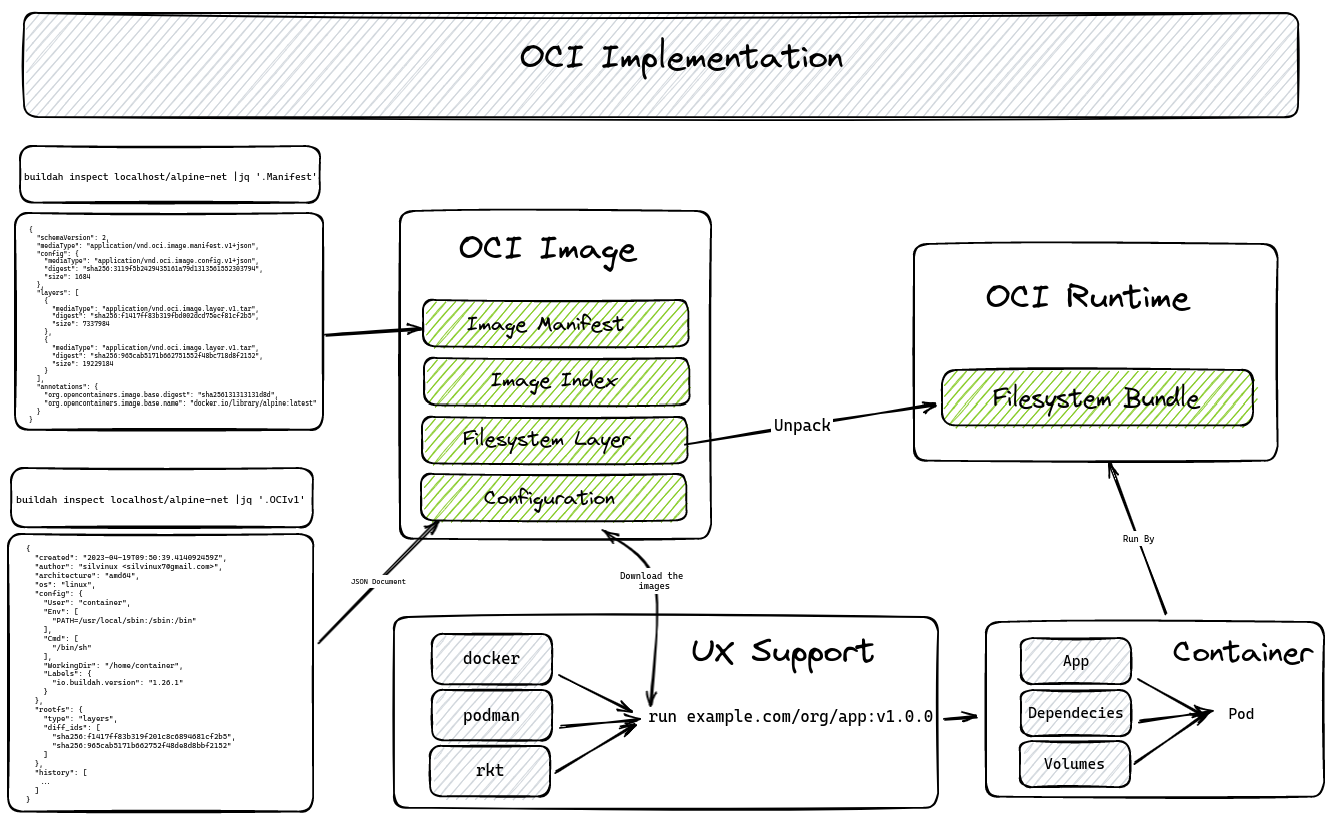 OCI Implementation
buildah inspect localhost/alpine-net |jq '.Manifest'
{
"schemaVersion": 2,
"mediaType": "application/vnd.oci.image.manifest.v1+json",
"config": {
"mediaType": "application/vnd.oci.image.config.v1+json",
"digest":
"size": 1684
},
"layers": [
{
"mediaType": "application/vnd.oci.image.layer.v1.tar",
"digest":
"size": 7337984
},
{
"mediaType": "application/vnd.oci.image.layer.v1.tar",
"digest":
"size": 19229184
}
],
"annotations": {
"org.opencontainers.image.base.digest": "sha256131313131d8d",
"org.opencontainers.image.base.name": "docker.io/library/alpine:latest"
}
}
buildah inspect localhost/alpine-net |jq '.OCIv1'
{
"created": "2023-04-19T09:50:39.414092459Z",
"author": "silvinux <silvinux7@gmail.com>",
"architecture": "amd64",
"os": "linux",
"config": {
"User": "container",
"Env": [
"PATH=/usr/local/sbin:/sbin:/bin"
],
"Cmd": [
"/bin/sh"
],
"WorkingDir": "/home/container",
"Labels": {
"io.buildah.version": "1.26.1"
}
},
"rootfs": {
"type": "layers",
"diff_ids": [
"sha256:f1417ff83b319f201c8c6894681cf2b5",
"sha256:965cab5171b662752f48de8d8bbf2152"
]
},
"history": [
...
]
}
OCI Image
Image Manifest
Image Index
Filesystem Layer
Configuration
JSON Document
Unpack
OCI Runtime
Filesystem Bundle
Download the
images
Run By
UX Support
docker
podman
rkt
run example.com/org/app:v1.0.0
Container
App
Dependecies
Volumes
Pod